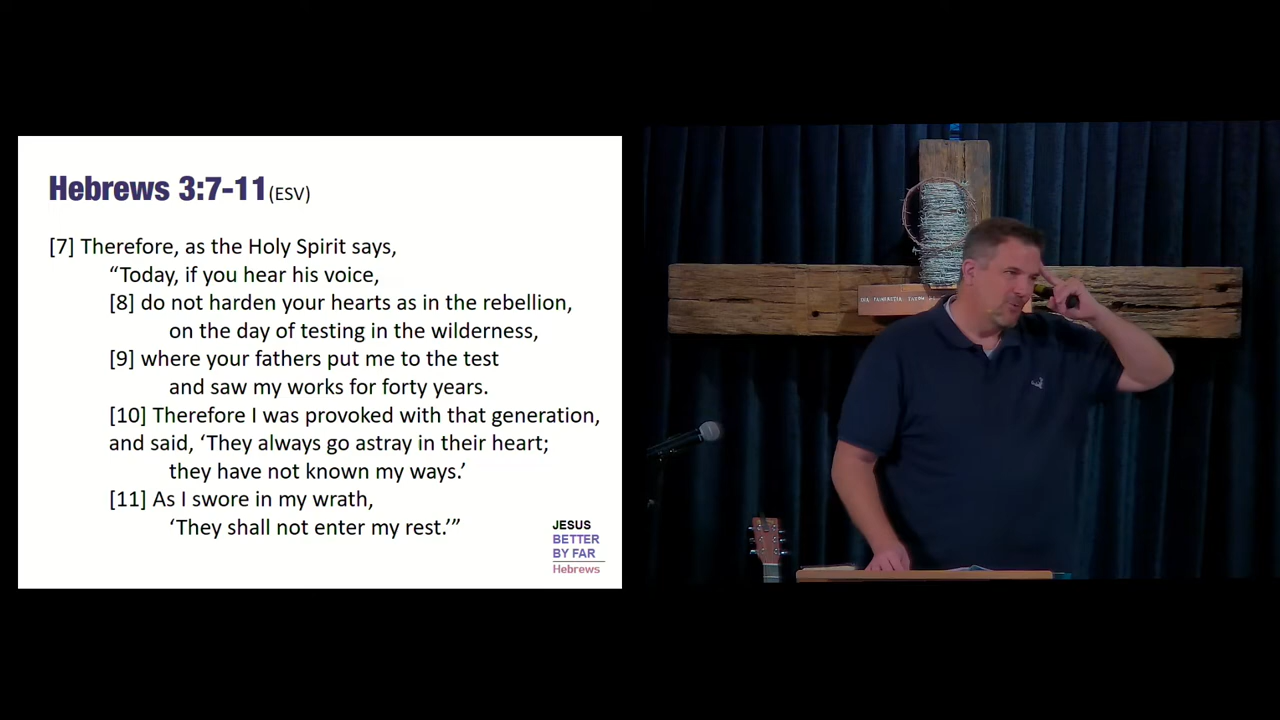 Hebrews 3:7-11 (ESV)
[7] Therefore, as the Holy Spirit says,
“Today, if you hear his voice,
[8] do not harden your hearts as in the rebellion,
on the day of testing in the wilderness,
[9] where your fathers put me to the test
and saw my works for forty years.
[10] Therefore I was provoked with that generation,
and said, ‘They always go astray in their heart;
they have not known my ways.’
[11] As I swore in my wrath,
‘They shall not enter my rest.’”
JESUS
BETTER
BY FAR
Hebrews